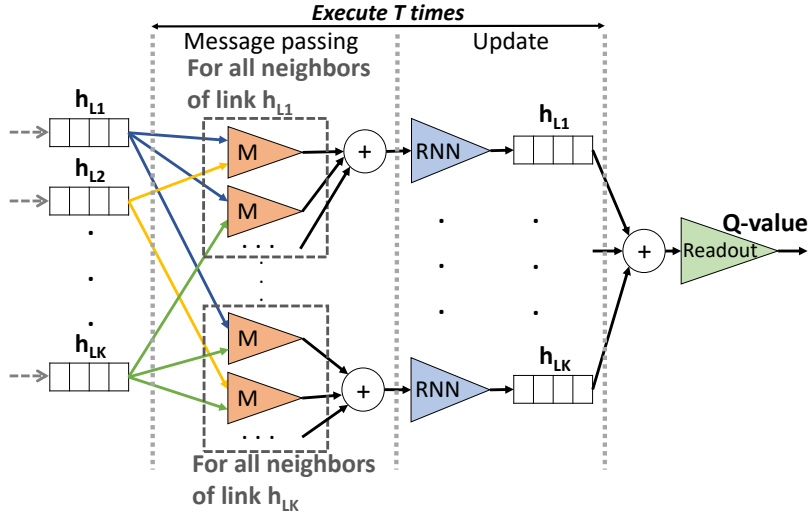 Execute T times
Message passing
Update
For all neighbors
of link hL1
hL1
M
+
RNN
hL1
hL2
M
. . .
Q-value
+
Readout
hLK
M
M
+
RNN
hLK
. . .
For all neighbors
of link hLK